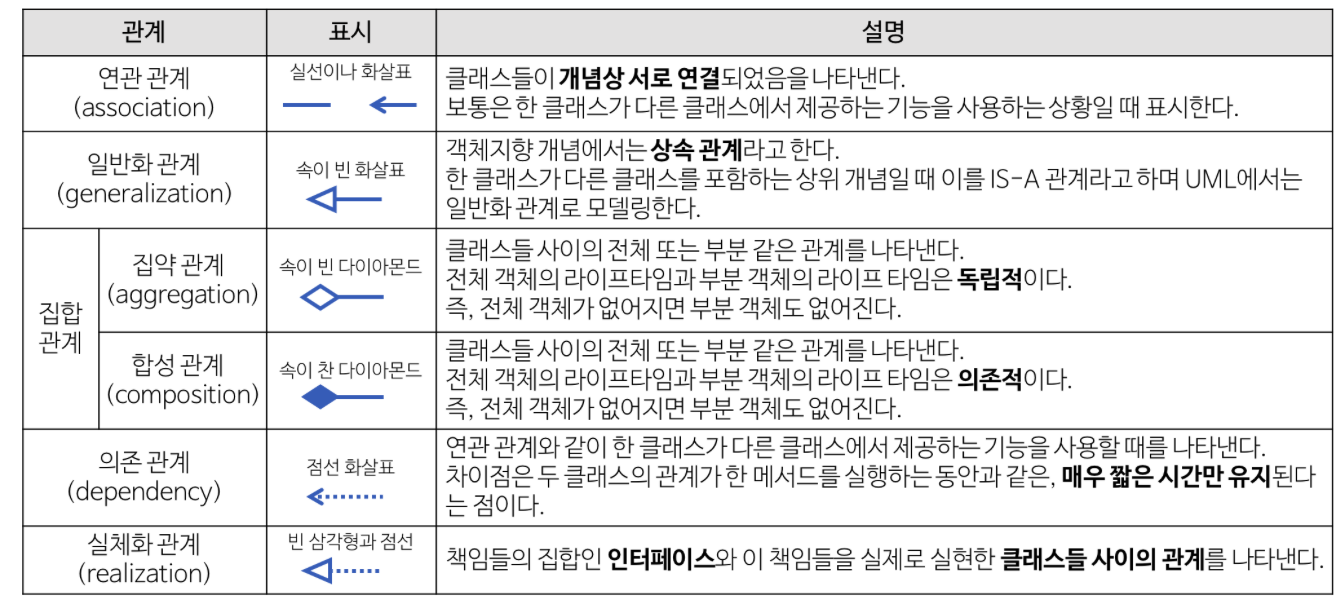 관계 표시 설명
연관 관계
(association)
실선이나 화살표
클래스들이 개념상 서로 연결되었음을 나타낸다.
보통은 한 클래스가 다른 클래스에서 제공하는 기능을 사용하는 상황일 때 표시한다.
일반화 관계
(generalization)
속이 빈 화살표
객체지향 개념에서는 상속 관계라고 한다.
한 클래스가 다른 클래스를 포함하는 상위 개념일 때 이를 IS-A 관계라고 하며 UML에서는
일반화 관계로 모델링한다.
집합
관계
집약 관계
(aggregation)
속이 빈 다이아몬드
클래스들 사이의 전체 또는 부분 같은 관계를 나타낸다.
전체 객체의 라이프타임과 부분 객체의 라이프 타임은 독립적이다.
즉, 전체 객체가 없어지면 부분 객체도 없어진다.
합성 관계
(composition)
속이 찬 다이아몬드
클래스들 사이의 전체 또는 부분 같은 관계를 나타낸다.
전체 객체의 라이프타임과 부분 객체의 라이프 타임은 의존적이다.
즉, 전체 객체가 없어지면 부분 객체도 없어진다.
의존 관계
(dependency)
점선 화살표
연관 관계와 같이 한 클래스가 다른 클래스에서 제공하는 기능을 사용할 때를 나타낸다.
차이점은 두 클래스의 관계가 한 메서드를 실행하는 동안과 같은, 매우 짧은 시간만 유지된다
는 점이다.
실체화 관계
(realization)
빈 삼각형과 점선
책임들의 집합인 인터페이스와 이 책임들을 실제로 실현한 클래스들 사이의 관계를 나타낸다.